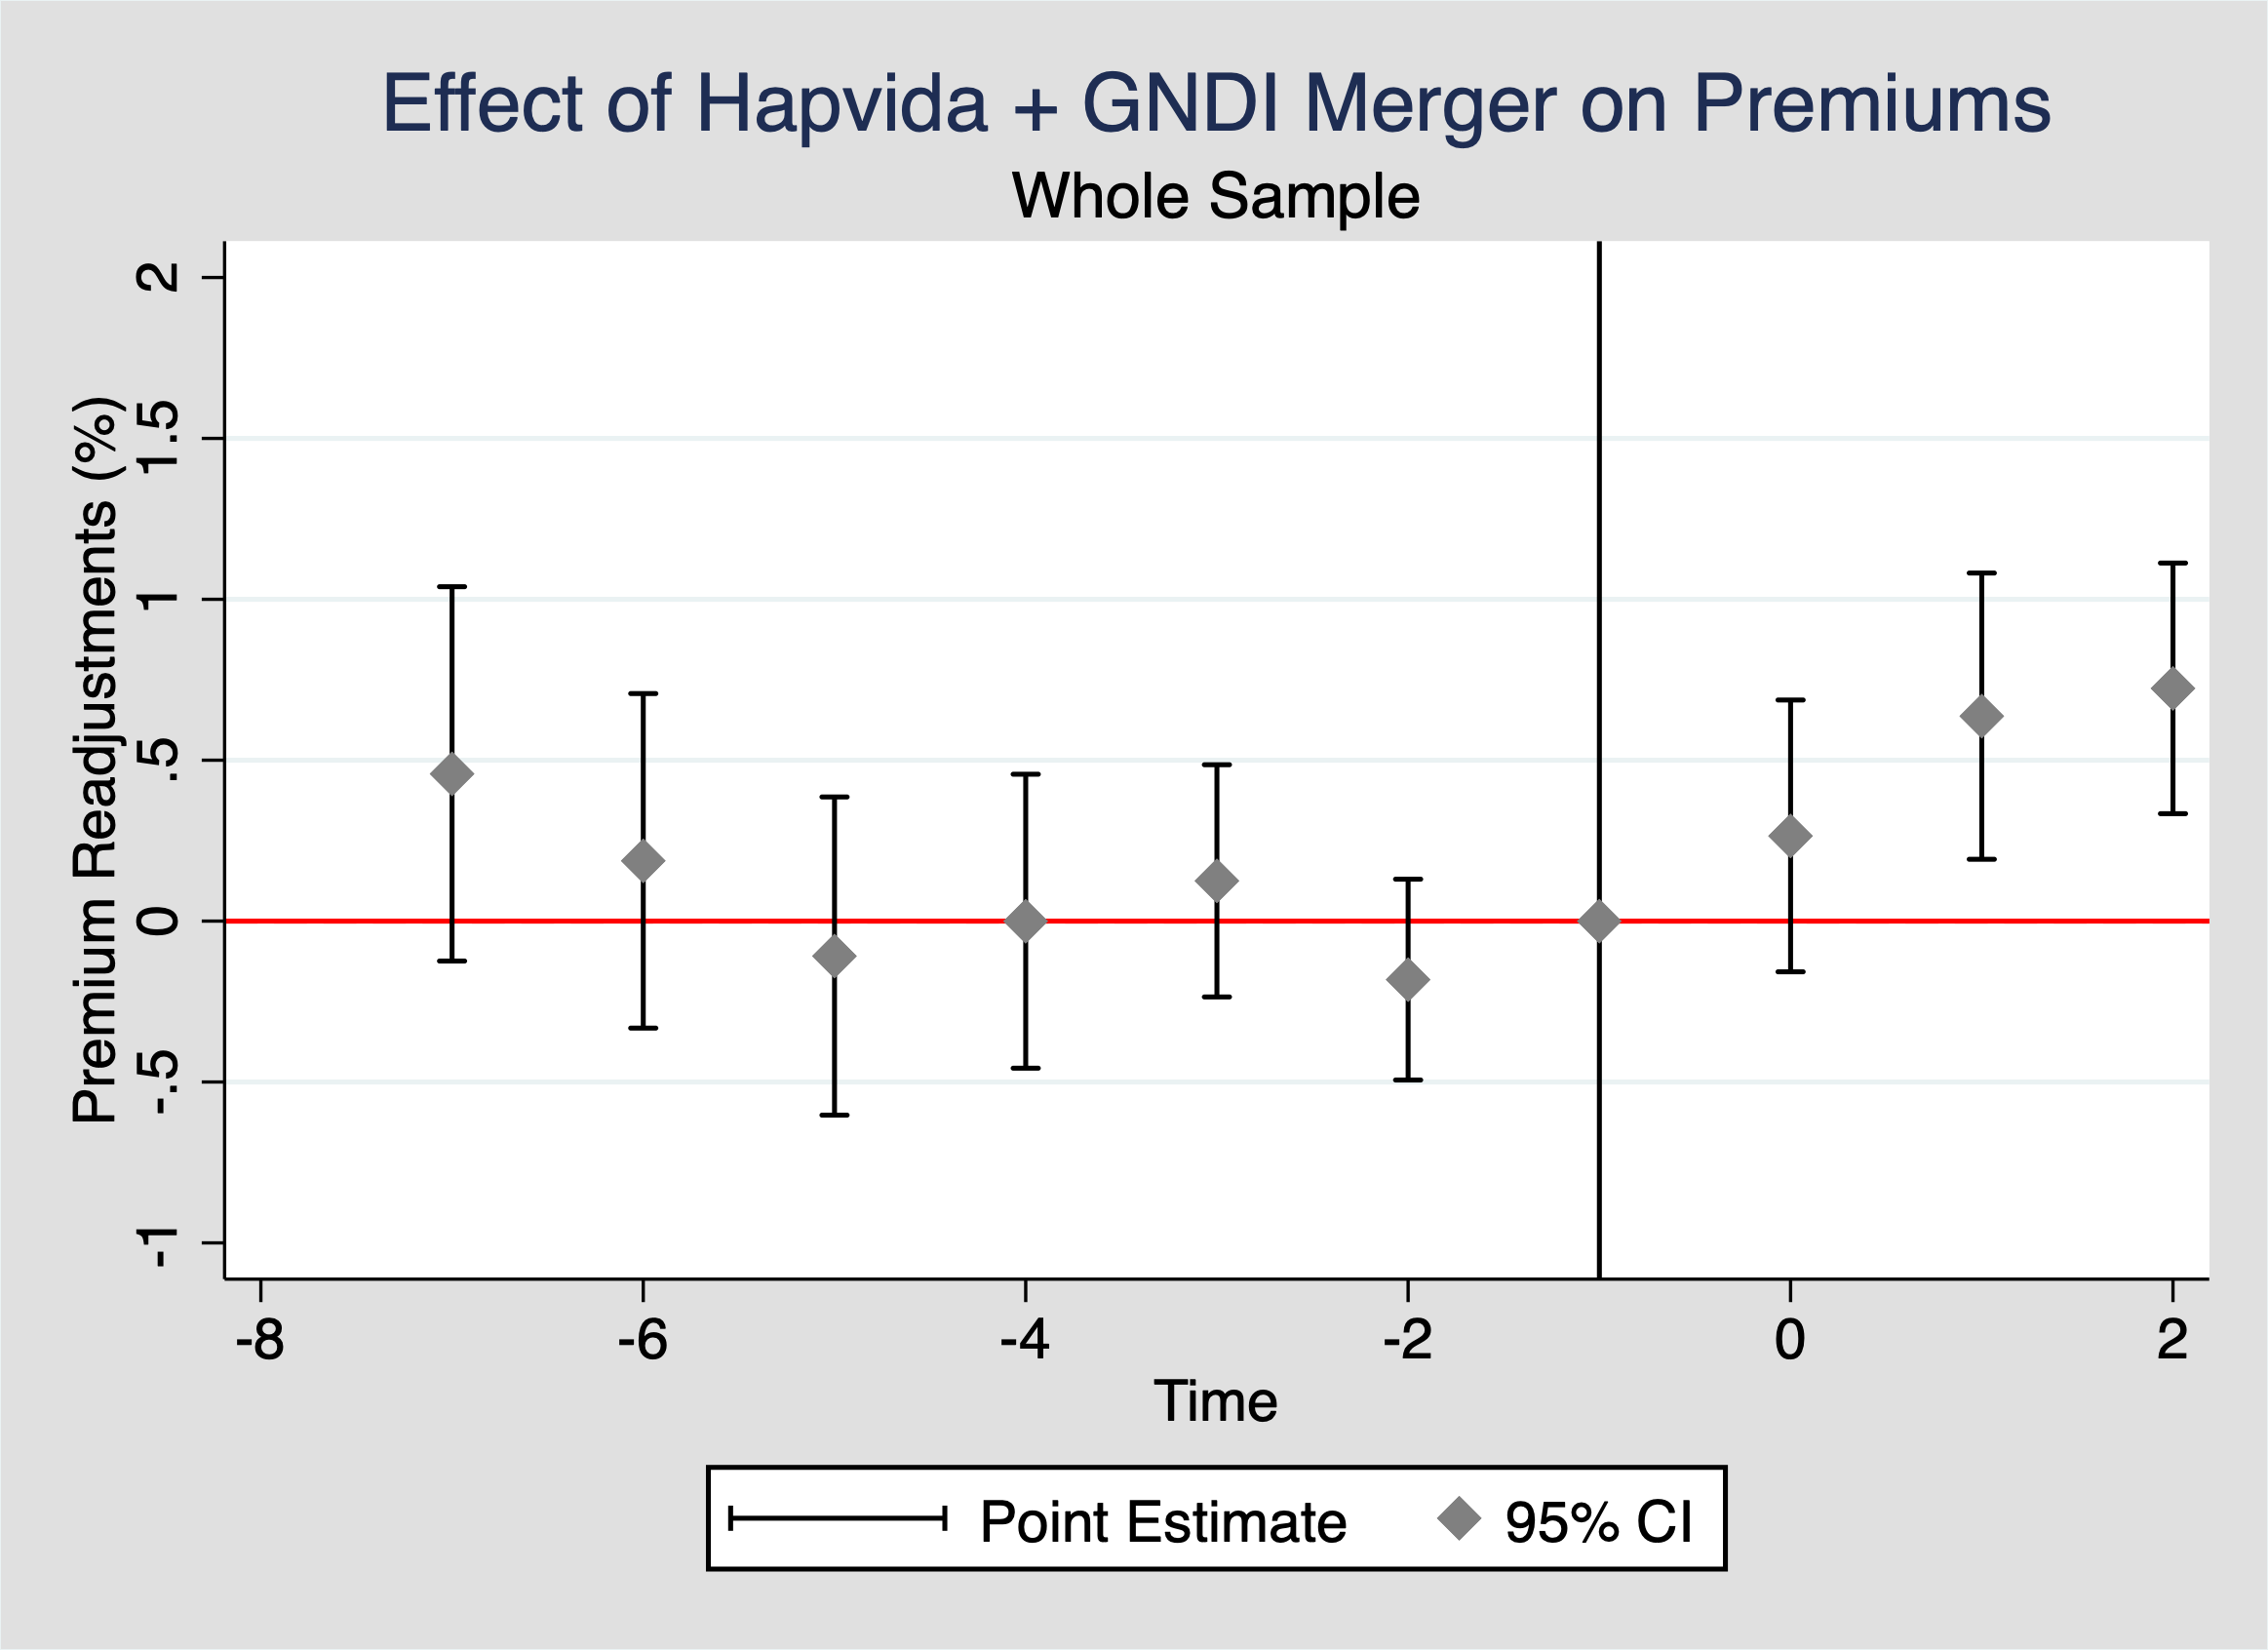 Effect of Hapvida + GNDI Merger on Premiums
Whole Sample
Premium Readjustments (%)
2
1.5
1
.5
0
-.5
-1
-8 -6 -4 -2 0 2
Time
Point Estimate 95% CI